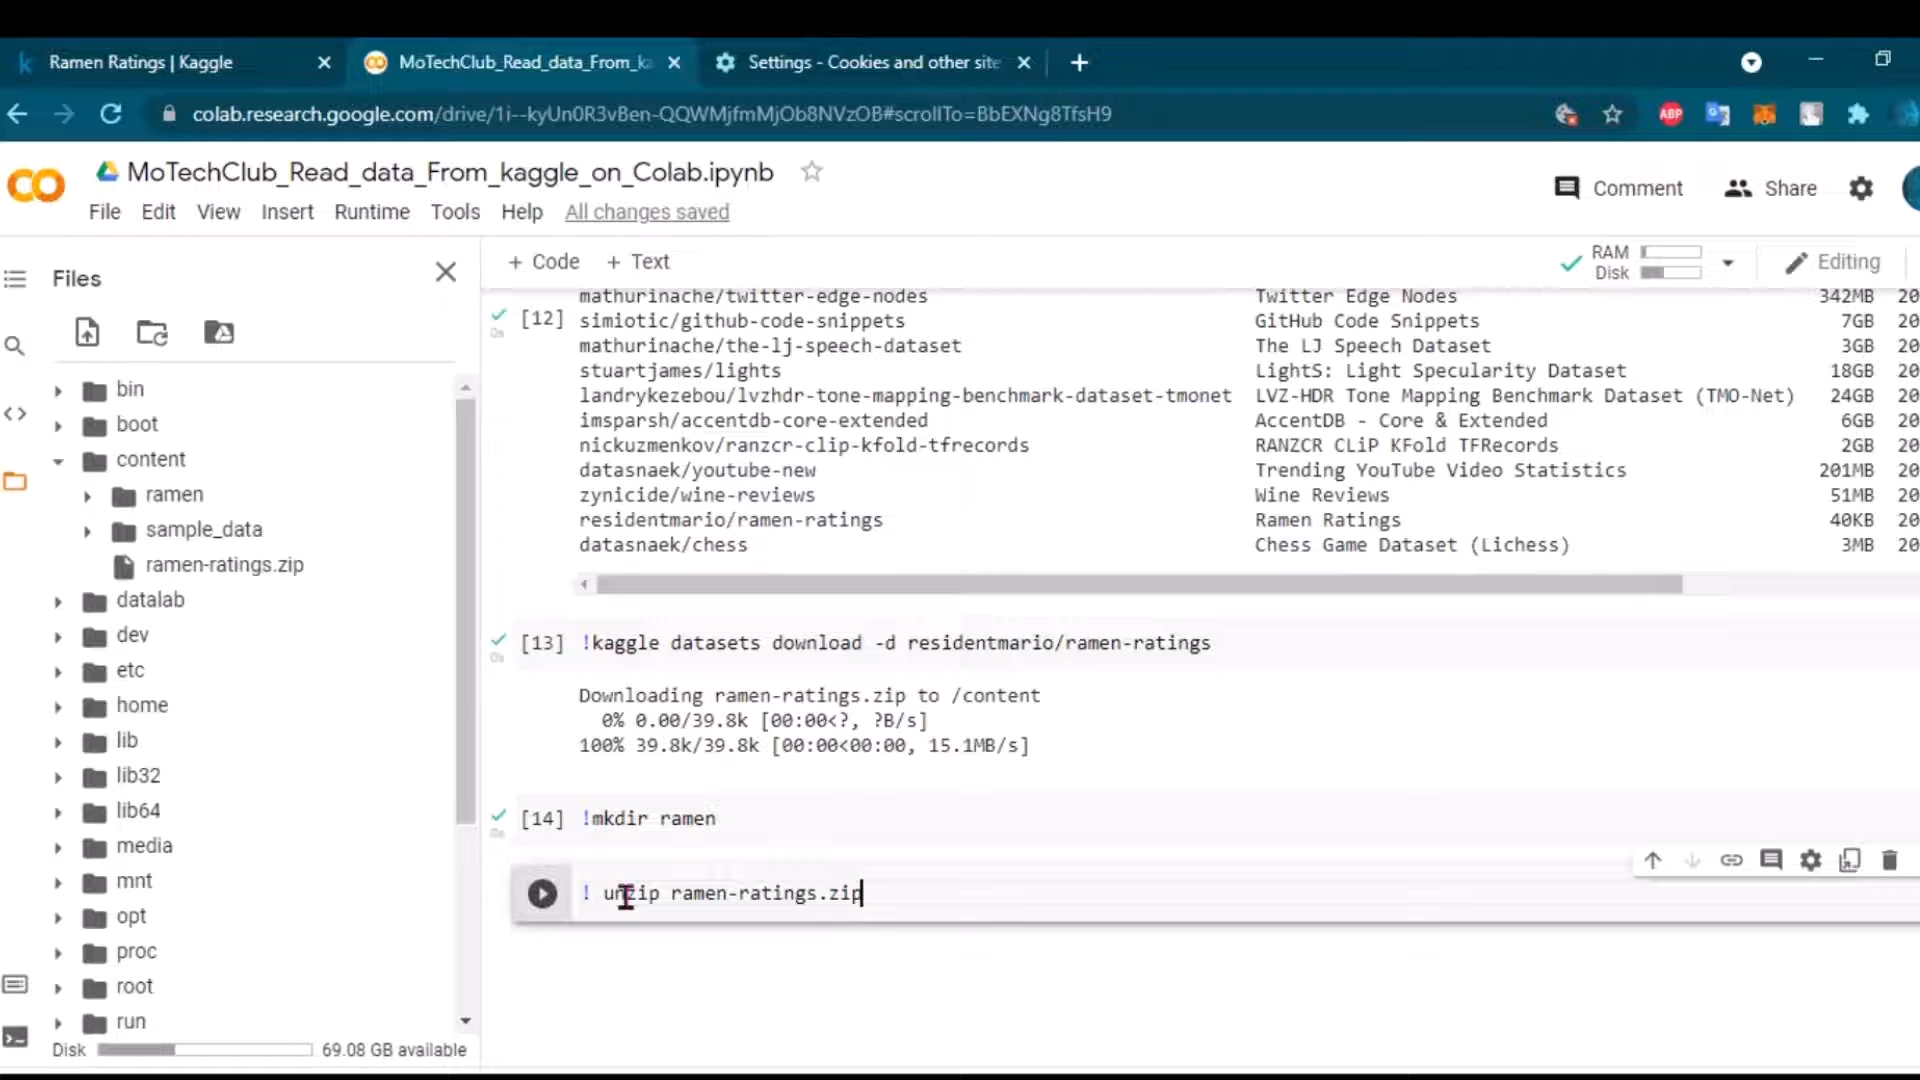 Ramen Ratings | Kaggle
MoTechClub_Read_data_From_ka
Settings - Cookies and other site
colab.research.google.com/drive/1i--kyUn0R3vBen-QQWMjfmMjOb8NVzOB#scrollTo=BbEXNg8TfsH9
ABP
MoTechClub_Read_data_From_kaggle_on_Colab.ipynb
Comment
Share
File Edit View Insert Runtime Tools Help All changes saved
Files
+ Code + Text
RAM
Disk
Editing
bin
boot
content
ramen
sample_data
ramen-ratings.zip
datalab
dev
etc
home
lib
lib32
lib64
media
mnt
opt
proc
root
run
Disk 69.08 GB available
mathurinache/twitter-edge-nodes Twitter Edge Nodes 342MB 20
[12] simiotic/github-code-snippets GitHub Code Snippets 7GB 20
0s
mathurinache/the-lj-speech-dataset The LJ Speech Dataset 3GB 20
stuartjames/lights LightS: Light Specularity Dataset 18GB 20
landrykezebou/lvzhdr-tone-mapping-benchmark-dataset-tmonet LVZ-HDR Tone Mapping Benchmark Dataset (TMO-Net) 24GB 20
imsparsh/accentdb-core-extended AccentDB - Core & Extended 6GB 20
nickuzmenkov/ranzcr-clip-kfold-tfrecords RANZCR CLiP KFold TFRecords 2GB 20
datasnaek/youtube-new Trending YouTube Video Statistics 201MB 20
zynicide/wine-reviews Wine Reviews 51MB 20
residentmario/ramen-ratings Ramen Ratings 40KB 20
datasnaek/chess Chess Game Dataset (Lichess) 3MB 20
[13] !kaggle datasets download -d residentmario/ramen-ratings
0s
Downloading ramen-ratings.zip to /content
0% 0.00/39.8k [00:00<?, ?B/s]
100% 39.8k/39.8k [00:00<00:00, 15.1MB/s]
[14] !mkdir ramen
0s
! unzip ramen-ratings.zip